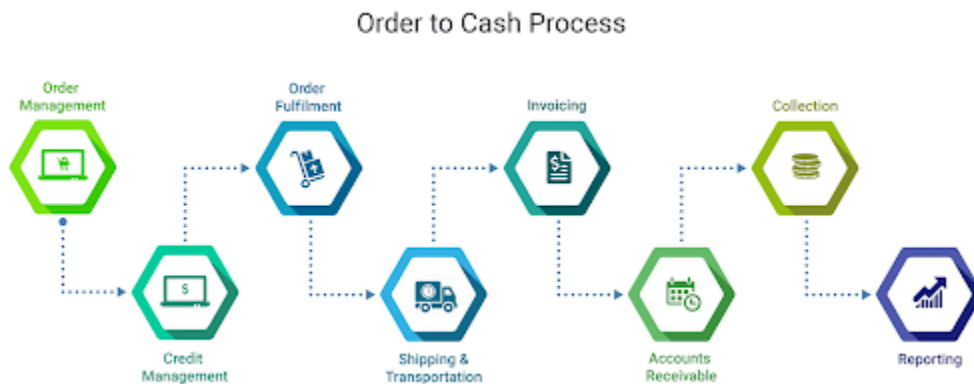 Order to Cash Process
Order
Management
Order
Fulfilment
Invoicing
Collection
$
$
Credit
Management
Shipping &
Transportation
Accounts
Receivable
Reporting